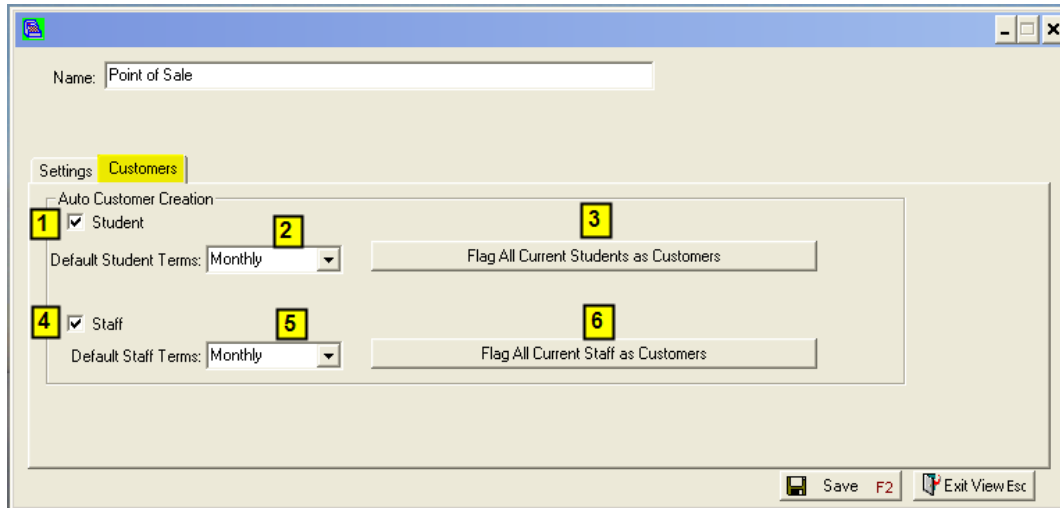 Name: Point of Sale
Settings Customers
Auto Customer Creation
1 Student 2 3
Default Student Terms: Monthly Flag All Current Students as Customers
4 Staff 5 6
Default Staff Terms: Monthly Flag All Current Staff as Customers
Save F2 Exit View Esc